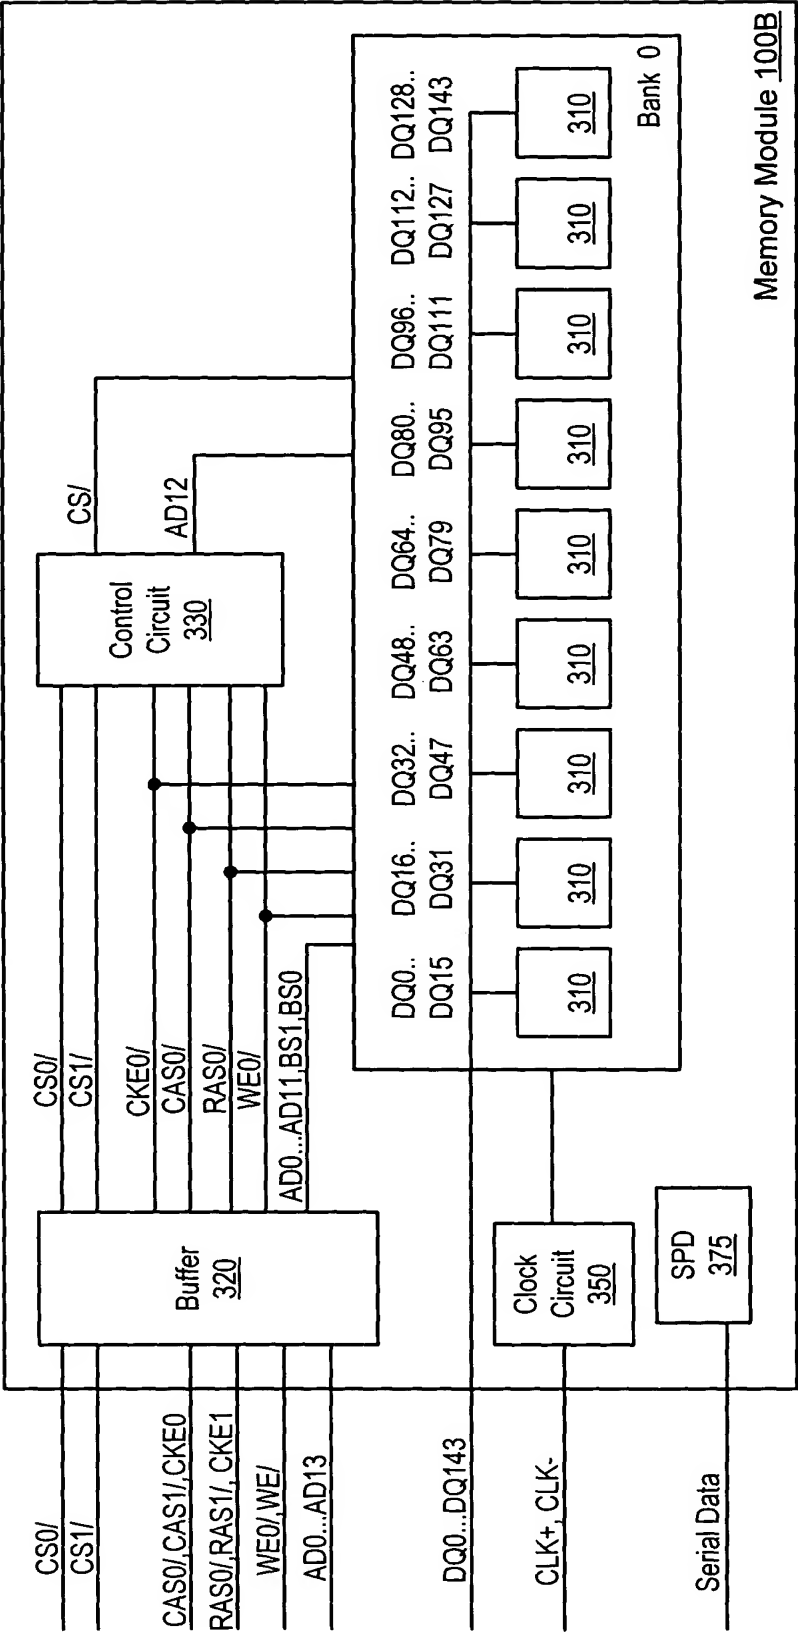 CS0/
CS1/
CAS0/,CAS1/,CKE0
RAS0/,RAS1/, CKE1
WE0/,WE/
AD0...AD13
DQ0...DQ143
CLK+, CLK-
Serial Data
Buffer
320
Clock
Circuit
350
SPD
375
CS0/
CS1/
CKE0/
CAS0/
RAS0/
WE0/
AD0...AD11,BS1,BS0
Control
Circuit
330
CS/
AD12
DQ0..
DQ15
DQ16..
DQ31
DQ32..
DQ47
DQ48..
DQ63
DQ64..
DQ79
DQ80..
DQ95
DQ96..
DQ111
DQ112..
DQ127
DQ128..
DQ143
310
310
310
310
310
310
310
310
310
Bank 0
Memory Module 100B